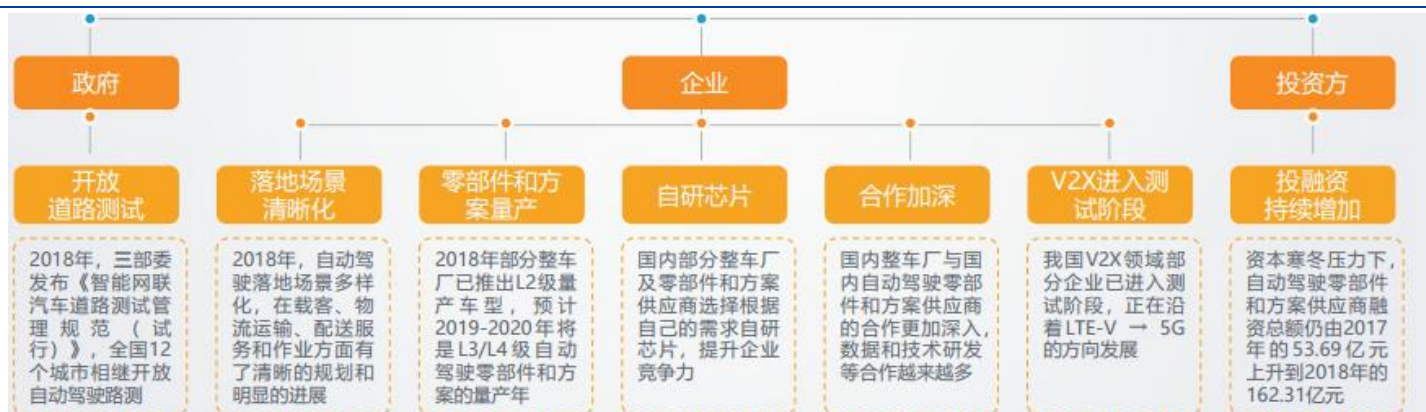 政府
企业
投资方
开放
道路测试
落地场景
清晰化
零部件和方
案量产
自研芯片
合作加深
V2X进入测
试阶段
投融资
持续增加
2018年，三部委
发布《智能网联
汽车道路测试管
理规范（试
行）》，全国12
个城市相继开放
自动驾驶路测
2018年，自动驾
驶落地场景多样
化，在载客、物
流运输、配送服
务和作业方面有
了清晰的规划和
明显的进展
2018年部分整车
厂已推出L2级量
产车型，预计
2019-2020年将
是L3/L4级自动
驾驶零部件和方
案的量产年
国内部分整车厂
及零部件和方案
供应商选择根据
自己的需求自研
芯片，提升企业
竞争力
国内整车厂与国
内自动驾驶零部
件和方案供应商
的合作更加深入，
数据和技术研发
等合作越来越多
我国V2X领域部
分企业已进入测
试阶段，正在沿
着LTE-V → 5G
的方向发展
资本寒冬压力下，
自动驾驶零部件
和方案供应商融
资总额仍由2017
年的53.69亿元
上升到2018年的
162.31亿元